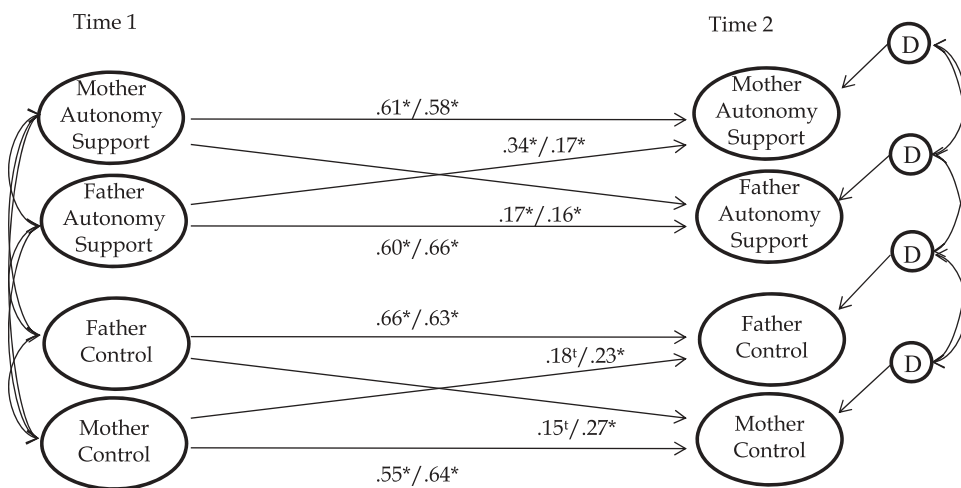 Time 1
Time 2
D
Mother
Autonomy
Support
Mother
Autonomy
Support
.61*/.58*
.34*/.17*
D
Father
Autonomy
Support
Father
Autonomy
Support
.17*/.16*
.60*/.66*
D
Father
Control
Father
Control
.66*/.63*
.18ᵗ/.23*
D
Mother
Control
Mother
Control
.15ᵗ/.27*
.55*/.64*